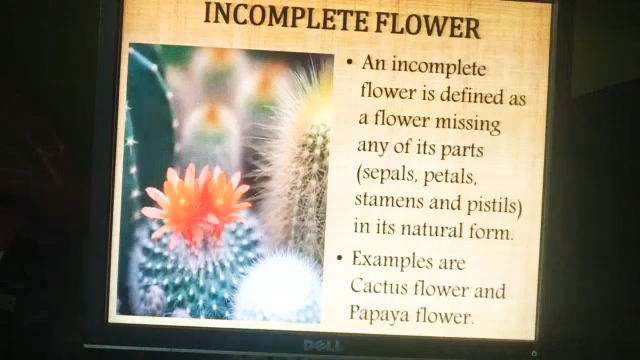 INCOMPLETE FLOWER
• An incomplete
flower is defined as
a flower missing
any of its parts
(sepals, petals,
stamens and pistils)
in its natural form.
• Examples are
Cactus flower and
Papaya flower.
DELL